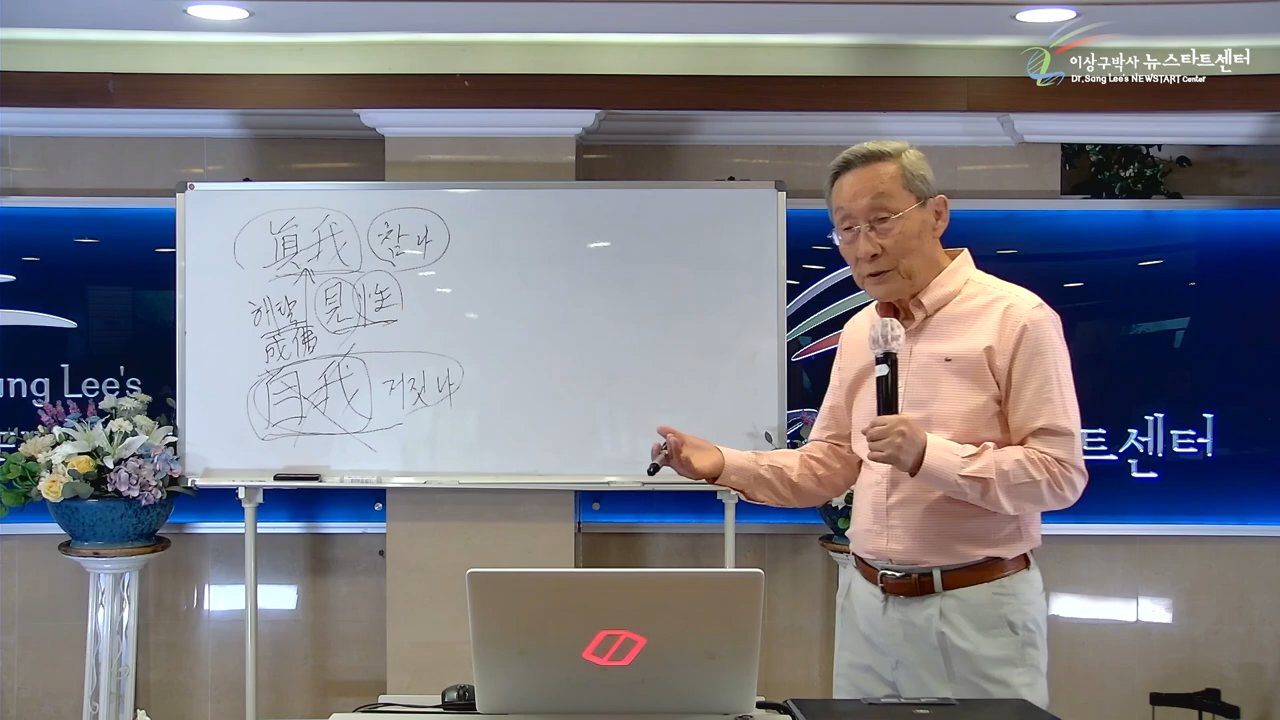 이상구박사 뉴스타트센터
Dr. Sang Lee's NEWSTART Center
眞我 참나
해탈 見性
成佛
自我 거짓나
ang Lee's
트센터